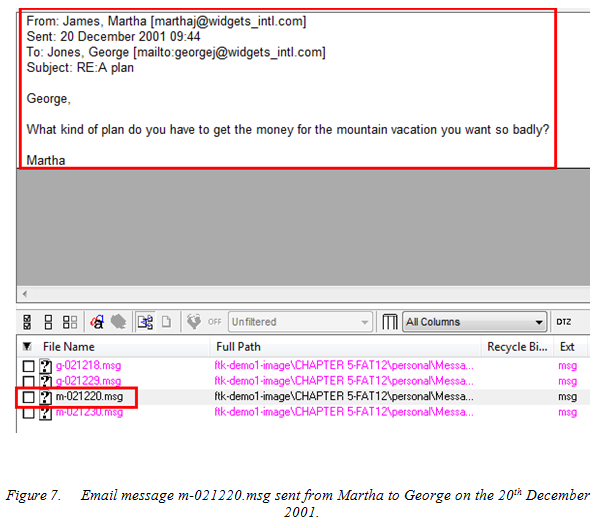 From: James, Martha [marthaj@widgets_intl.com]
Sent: 20 December 2001 09:44
To: Jones, George [mailto:georgej@widgets_intl.com]
Subject: RE:A plan
George,
What kind of plan do you have to get the money for the mountain vacation you want so badly?
Martha
OFF Unfiltered All Columns DTZ
File Name Full Path Recycle Bi... Ext
g-021218.msg ftk-demo1-image\CHAPTER 5-FAT12\personal\Messa... msg
g-021229.msg ftk-demo1-image\CHAPTER 5-FAT12\personal\Messa... msg
m-021220.msg ftk-demo1-image\CHAPTER 5-FAT12\personal\Messa... msg
m-021230.msg ftk-demo1-image\CHAPTER 5-FAT12\personal\Messa... msg
Figure 7. Email message m-021220.msg sent from Martha to George on the 20th December
2001.